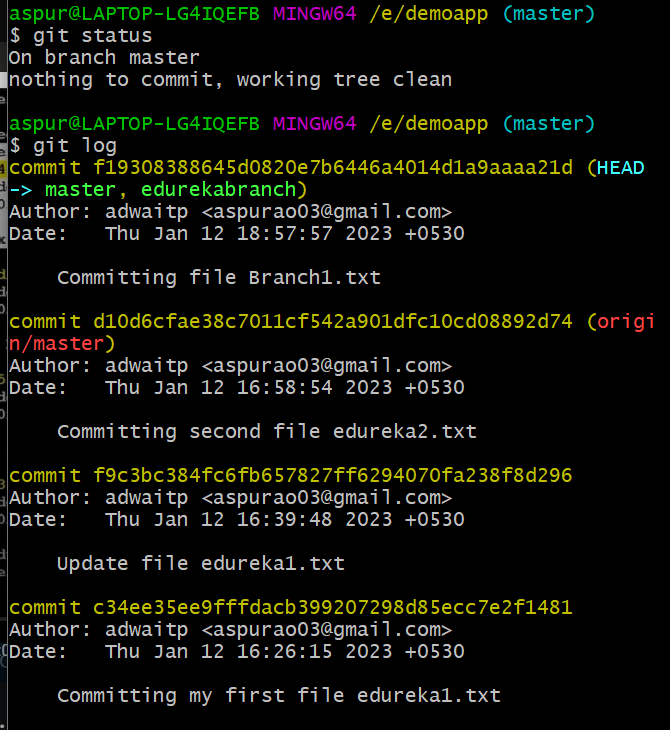 aspur@LAPTOP-LG4IQEFB MINGW64 /e/demoapp (master)
$ git status
On branch master
nothing to commit, working tree clean
aspur@LAPTOP-LG4IQEFB MINGW64 /e/demoapp (master)
$ git log
commit f19308388645d0820e7b6446a4014d1a9aaaa21d (HEAD
-> master, edurekabranch)
Author: adwaitp <aspurao03@gmail.com>
Date:   Thu Jan 12 18:57:57 2023 +0530
    Committing file Branch1.txt
commit d10d6cfae38c7011cf542a901dfc10cd08892d74 (origi
n/master)
Author: adwaitp <aspurao03@gmail.com>
Date:   Thu Jan 12 16:58:54 2023 +0530
    Committing second file edureka2.txt
commit f9c3bc384fc6fb657827ff6294070fa238f8d296
Author: adwaitp <aspurao03@gmail.com>
Date:   Thu Jan 12 16:39:48 2023 +0530
    Update file edureka1.txt
commit c34ee35ee9fffdacb399207298d85ecc7e2f1481
Author: adwaitp <aspurao03@gmail.com>
Date:   Thu Jan 12 16:26:15 2023 +0530
    Committing my first file edureka1.txt